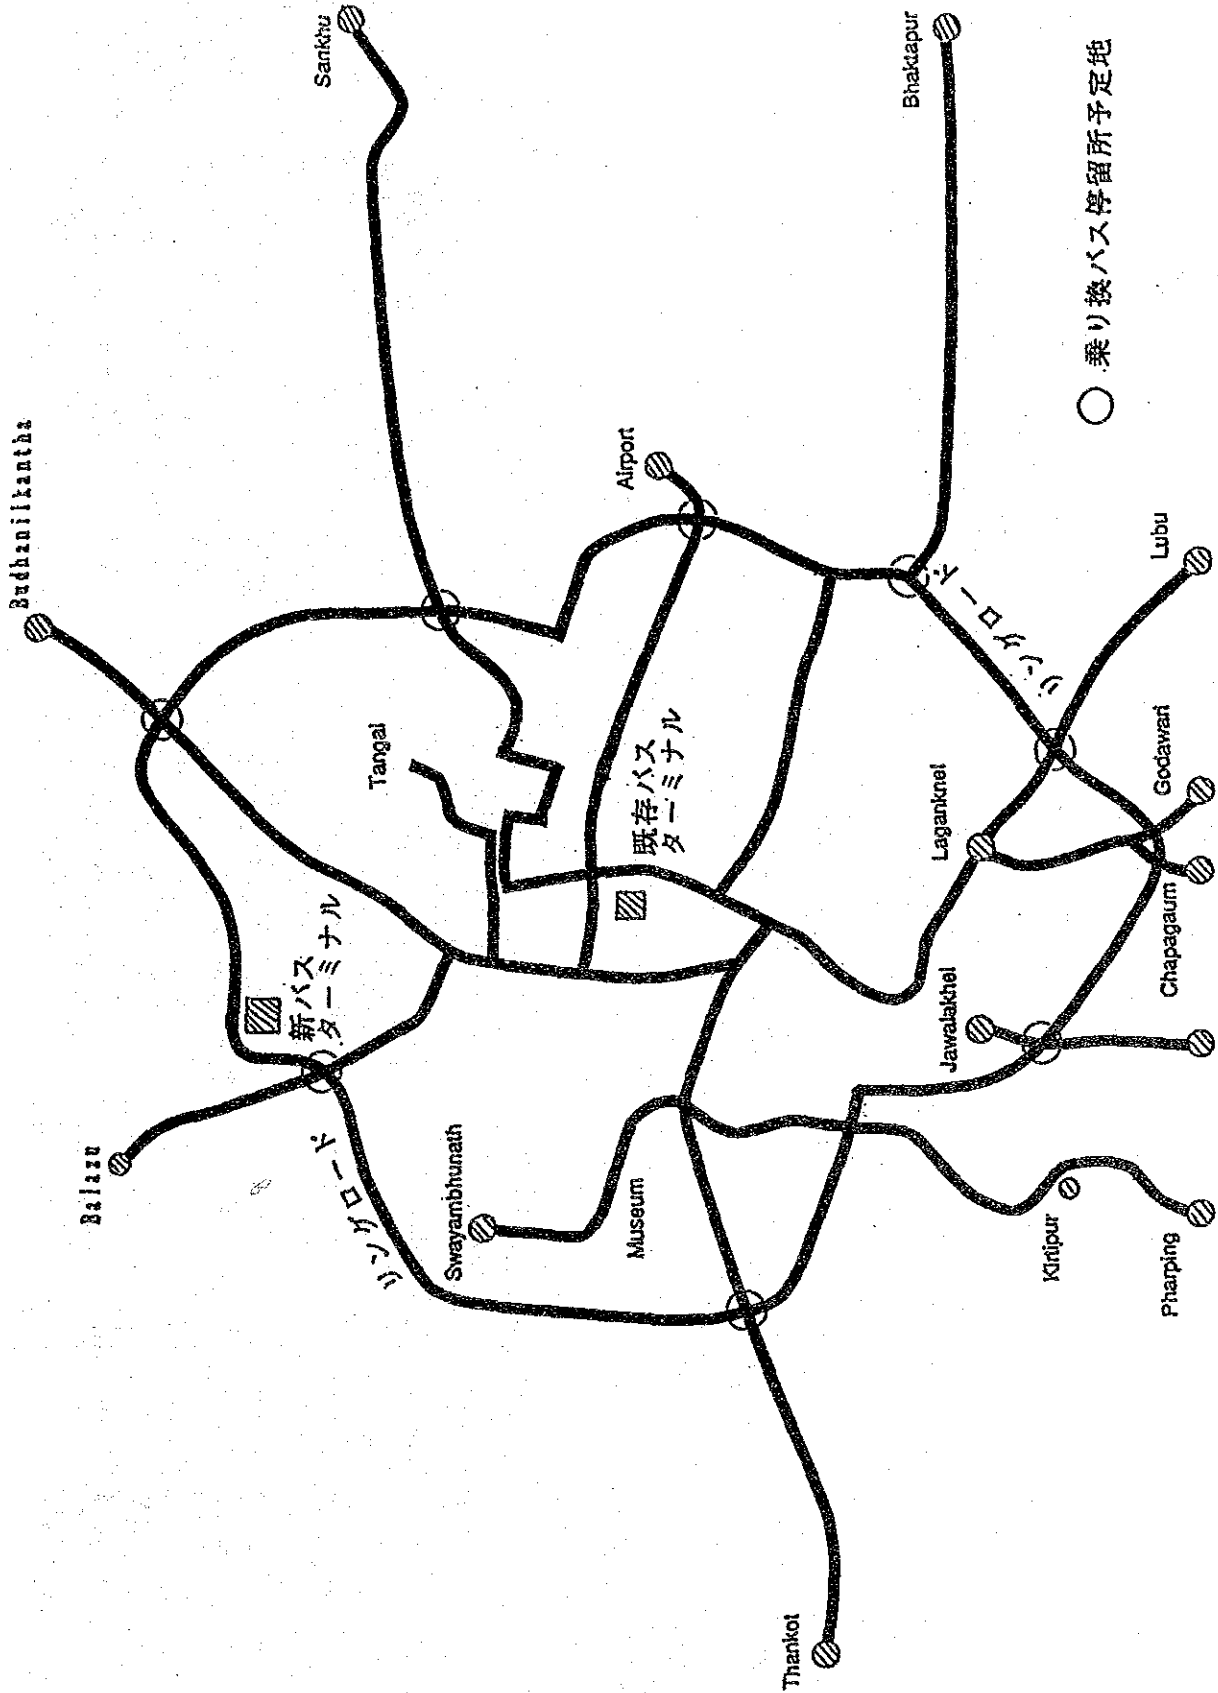 Budhanilkantha
Sankhu
Balazu
新バス
ターミナル
リングロード
Tangal
Swayambhunath
Airport
Museum
既存バス
ターミナル
Thankot
Bhaktapur
Laganknel
Jawalakhel
リングロード
Kirtipur
Lubu
Godawari
Chapagaum
Pharping
○ 乗り換バス停留所予定地